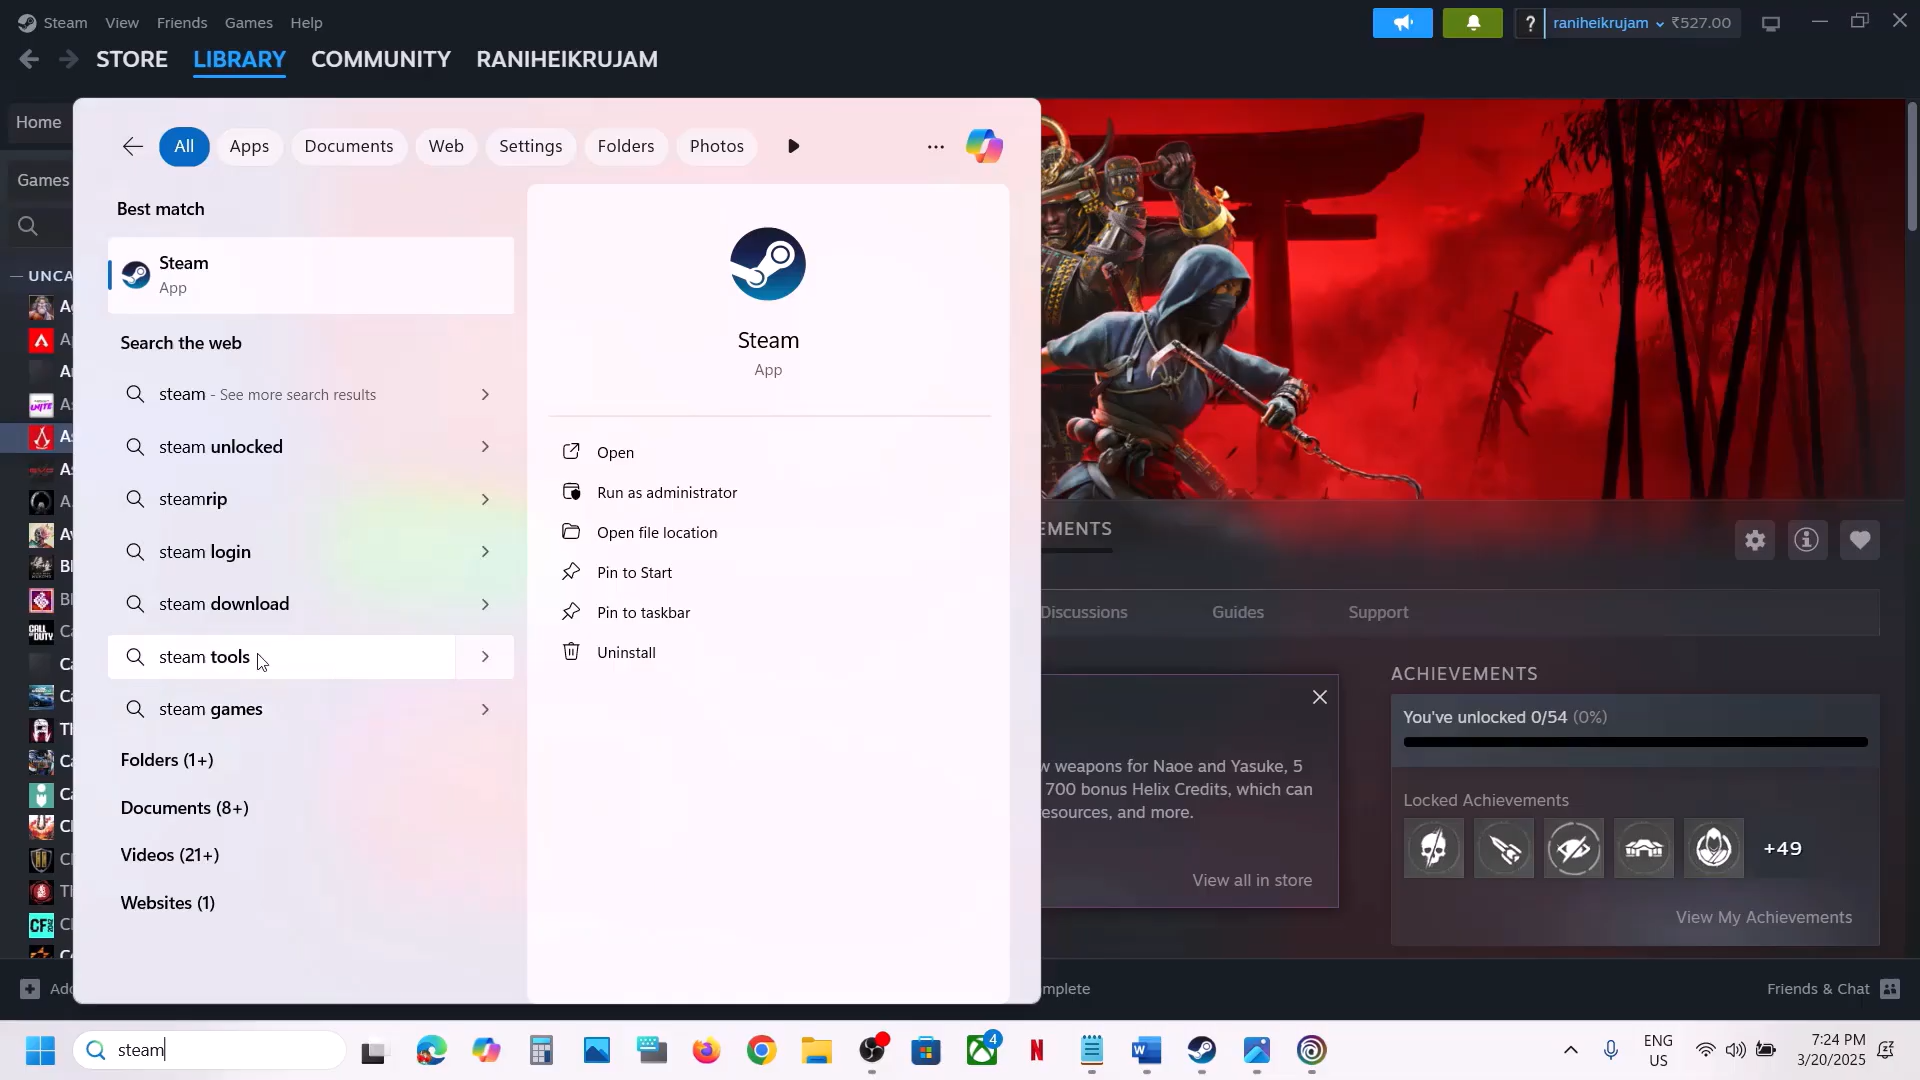 Steam View Friends Games Help
? raniheikrujam ₹527.00
STORE LIBRARY COMMUNITY RANIHEIKRUJAM
Home
Games
UNCA
All Apps Documents Web Settings Folders Photos
Best match
Steam
App
Search the web
steam - See more search results
steam unlocked
steamrip
steam login
steam download
steam tools
steam games
Folders (1+)
Documents (8+)
Videos (21+)
Websites (1)
Steam
App
Open
Run as administrator
Open file location
Pin to Start
Pin to taskbar
Uninstall
EMENTS
Discussions Guides Support
w weapons for Naoe and Yasuke, 5
700 bonus Helix Credits, which can
esources, and more.
View all in store
ACHIEVEMENTS
You've unlocked 0/54 (0%)
Locked Achievements
+49
View My Achievements
Add
mplete
Friends & Chat
steam
4
ENG
US
7:24 PM
3/20/2025